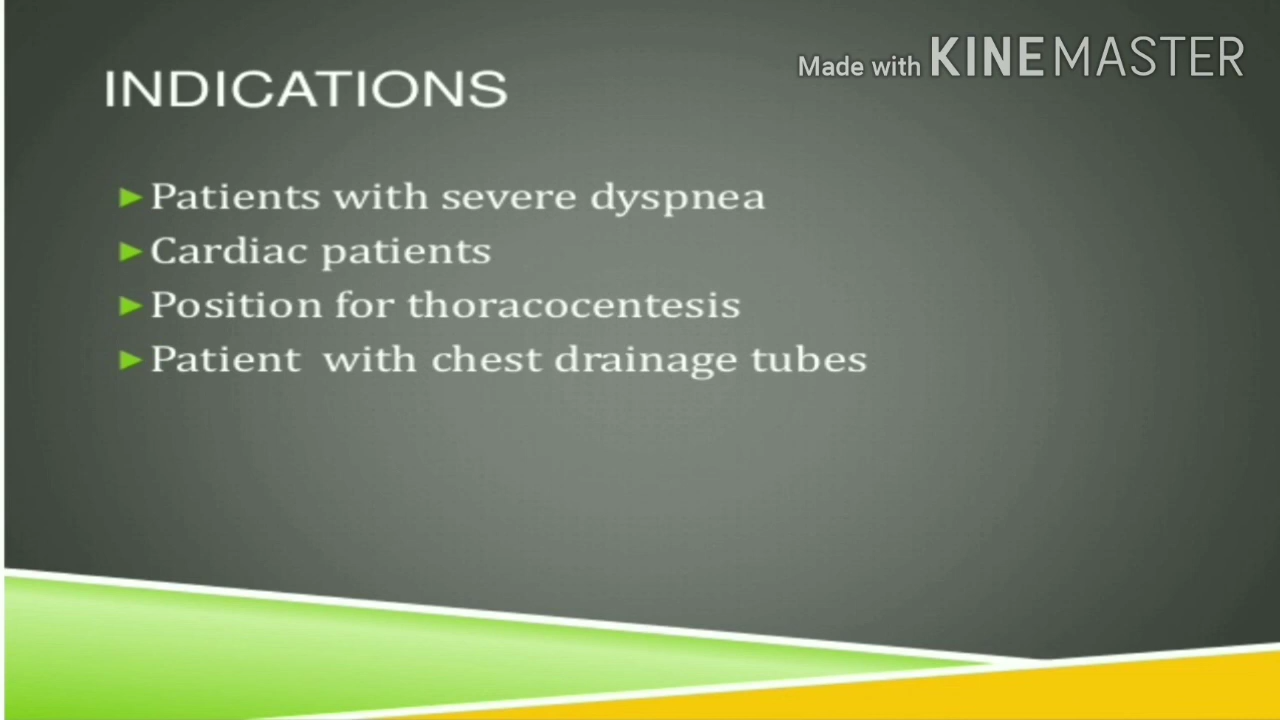 Made with KINEMASTER
INDICATIONS
Patients with severe dyspnea
Cardiac patients
Position for thoracocentesis
Patient with chest drainage tubes